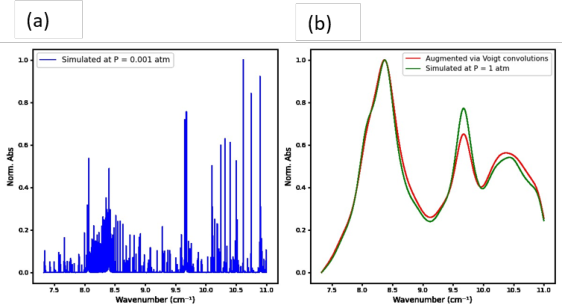 (a)
(b)
Simulated at P = 0.001 atm
Norm. Abs
1.0
0.8
0.6
0.4
0.2
0.0
7.5 8.0 8.5 9.0 9.5 10.0 10.5 11.0
Wavenumber (cm⁻¹)
Augmented via Voigt convolutions
Simulated at P = 1 atm
Norm. Abs
1.0
0.8
0.6
0.4
0.2
0.0
7.5 8.0 8.5 9.0 9.5 10.0 10.5 11.0
Wavenumber (cm⁻¹)